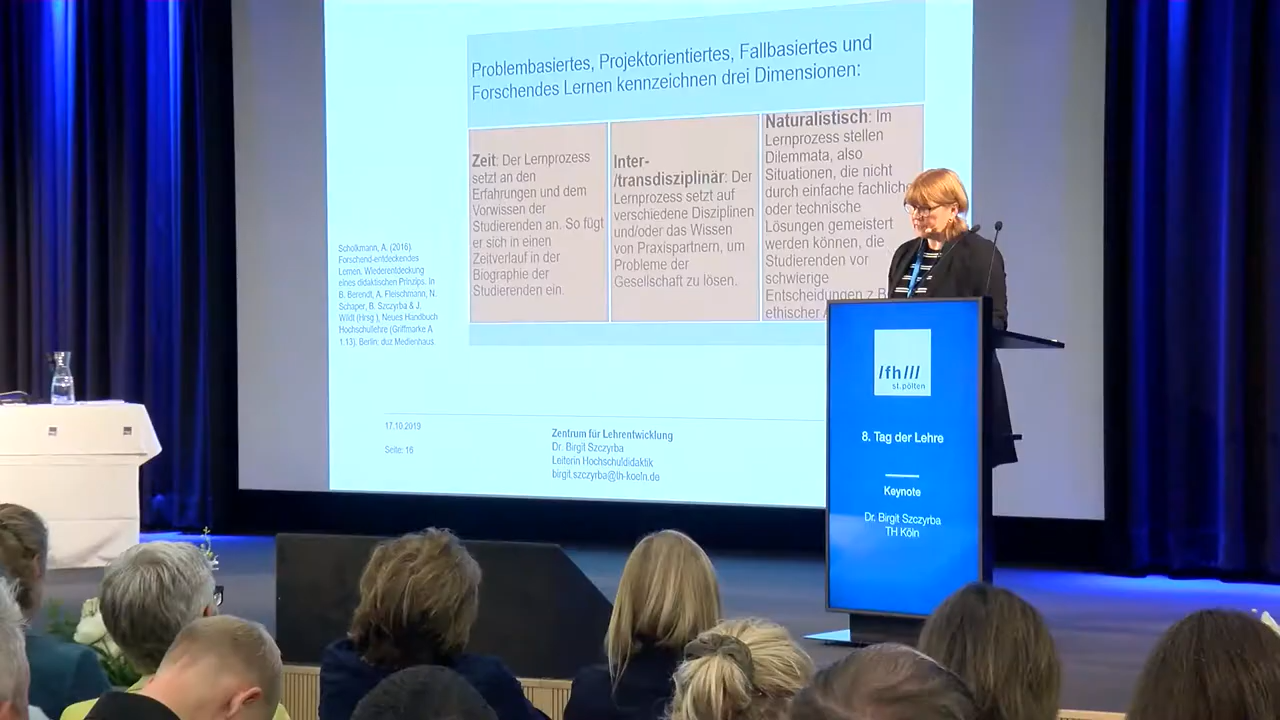 Problembasiertes, Projektorientiertes, Fallbasiertes und
Forschendes Lernen kennzeichnen drei Dimensionen:
Zeit: Der Lernprozess
setzt an den
Erfahrungen und dem
Vorwissen der
Studierenden an. So fügt
er sich in einen
Zeitverlauf in der
Biographie der
Studierenden ein.
Inter-
/transdisziplinär: Der
Lernprozess setzt auf
verschiedene Disziplinen
und/oder das Wissen
von Praxispartnern, um
Probleme der
Gesellschaft zu lösen.
Naturalistisch: Im
Lernprozess stellen
Dilemmata, also
Situationen, die nicht
durch einfache fachliche
oder technische
Lösungen gemeistert
werden können, die
Studierenden vor
schwierige
Entscheidungen z.B.
ethischer
Scholkmann, A. (2016).
Forschend-entdeckendes
Lernen. Wiederentdeckung
eines didaktischen Prinzips. In
B. Berendt, A. Fleischmann, N.
Schaper, B. Szczyrba & J.
Wildt (Hrsg.), Neues Handbuch
Hochschullehre (Griffmarke A
1.13). Berlin: duz Medienhaus.
17.10.2019
Seite: 16
Zentrum für Lehrentwicklung
Dr. Birgit Szczyrba
Leiterin Hochschuldidaktik
birgit.szczyrba@th-koeln.de
/fh///
st.pölten
8. Tag der Lehre
Keynote
Dr. Birgit Szczyrba
TH Köln